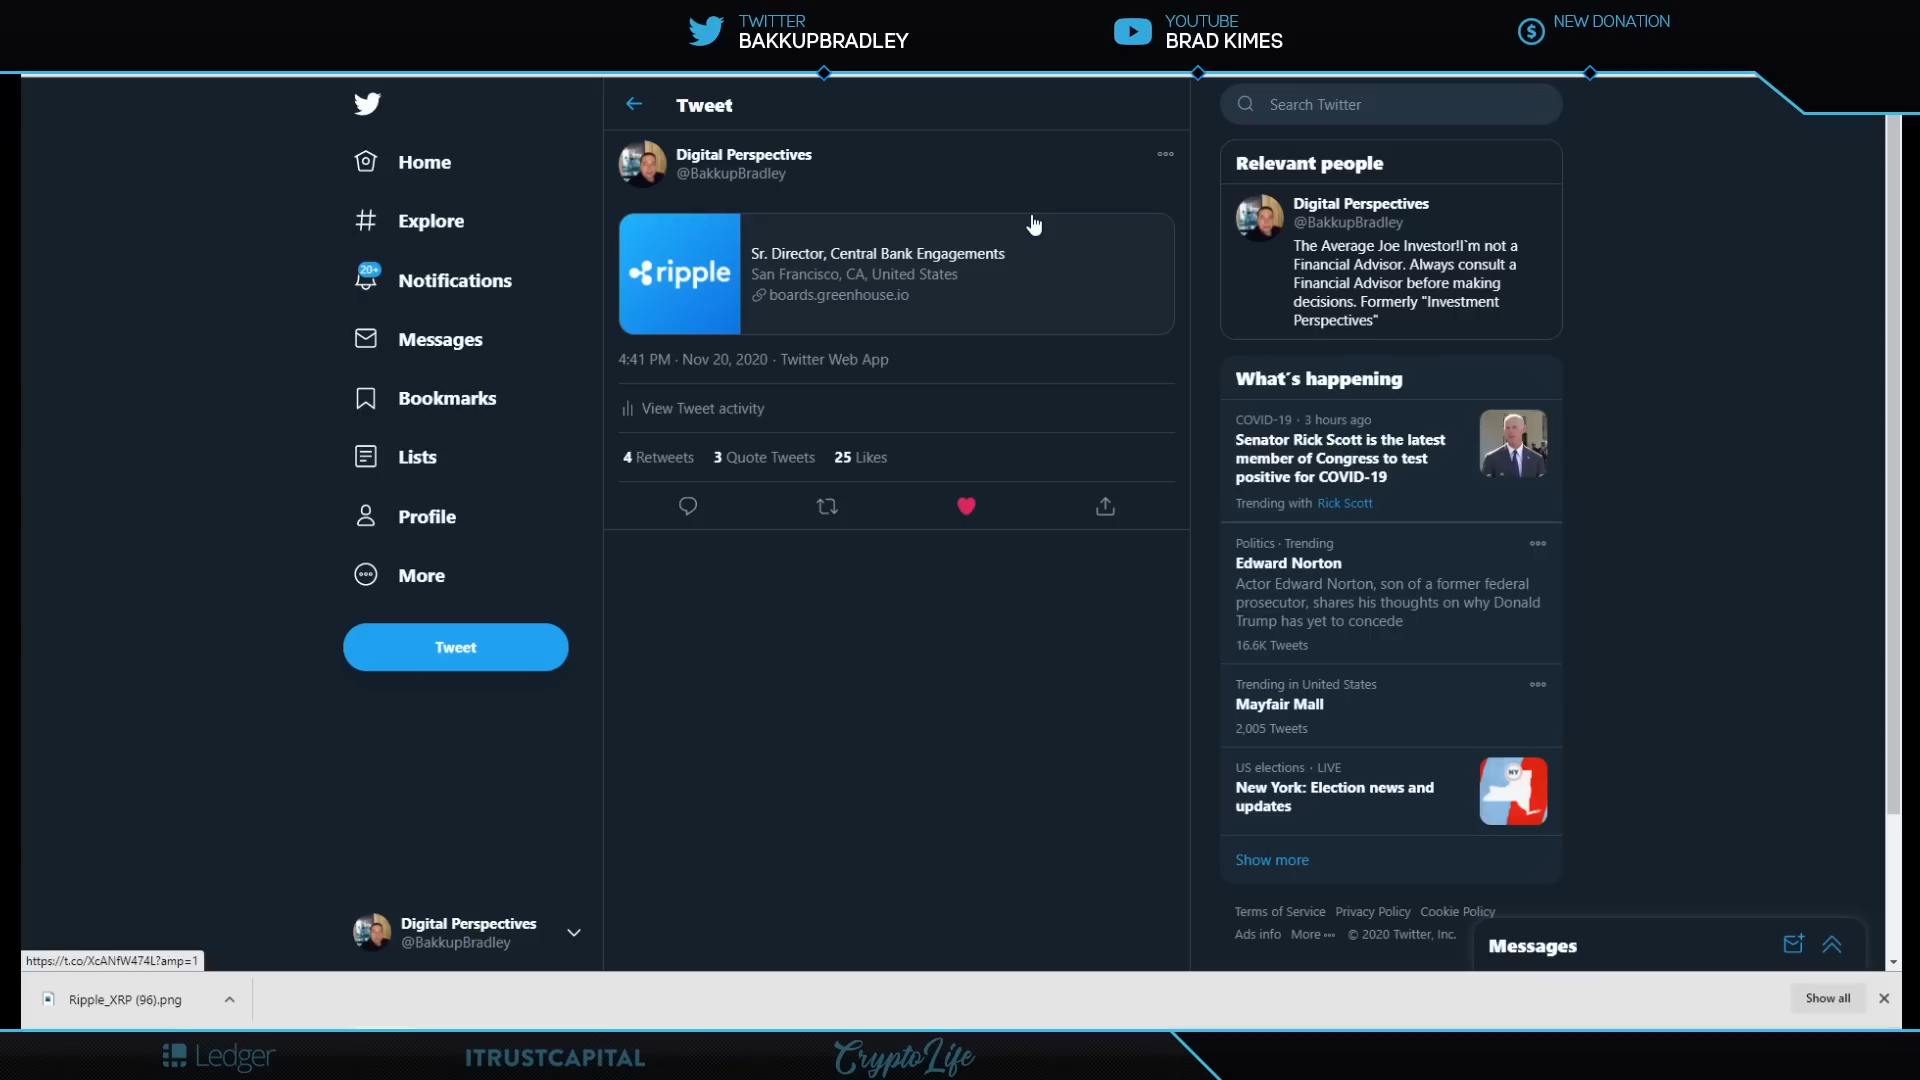 TWITTER
BAKKUPBRADLEY
YOUTUBE
BRAD KIMES
NEW DONATION
Home
Explore
20+
Notifications
Messages
Bookmarks
Lists
Profile
More
Tweet
Digital Perspectives
@BakkupBradley
Tweet
Digital Perspectives
@BakkupBradley
ripple
Sr. Director, Central Bank Engagements
San Francisco, CA, United States
boards.greenhouse.io
4:41 PM · Nov 20, 2020 · Twitter Web App
View Tweet activity
4 Retweets 3 Quote Tweets 25 Likes
Search Twitter
Relevant people
Digital Perspectives
@BakkupBradley
The Average Joe Investor!I`m not a
Financial Advisor. Always consult a
Financial Advisor before making
decisions. Formerly "Investment
Perspectives"
What's happening
COVID-19 · 3 hours ago
Senator Rick Scott is the latest
member of Congress to test
positive for COVID-19
Trending with Rick Scott
Politics · Trending
Edward Norton
Actor Edward Norton, son of a former federal
prosecutor, shares his thoughts on why Donald
Trump has yet to concede
16.6K Tweets
Trending in United States
Mayfair Mall
2,005 Tweets
US elections · LIVE
New York: Election news and
updates
NY
Show more
Terms of Service Privacy Policy Cookie Policy
Ads info More © 2020 Twitter, Inc.
Messages
https://t.co/XcANfW474L?amp=1
Ripple_XRP (96).png
Show all
Ledger
ITRUSTCAPITAL
CryptoLife